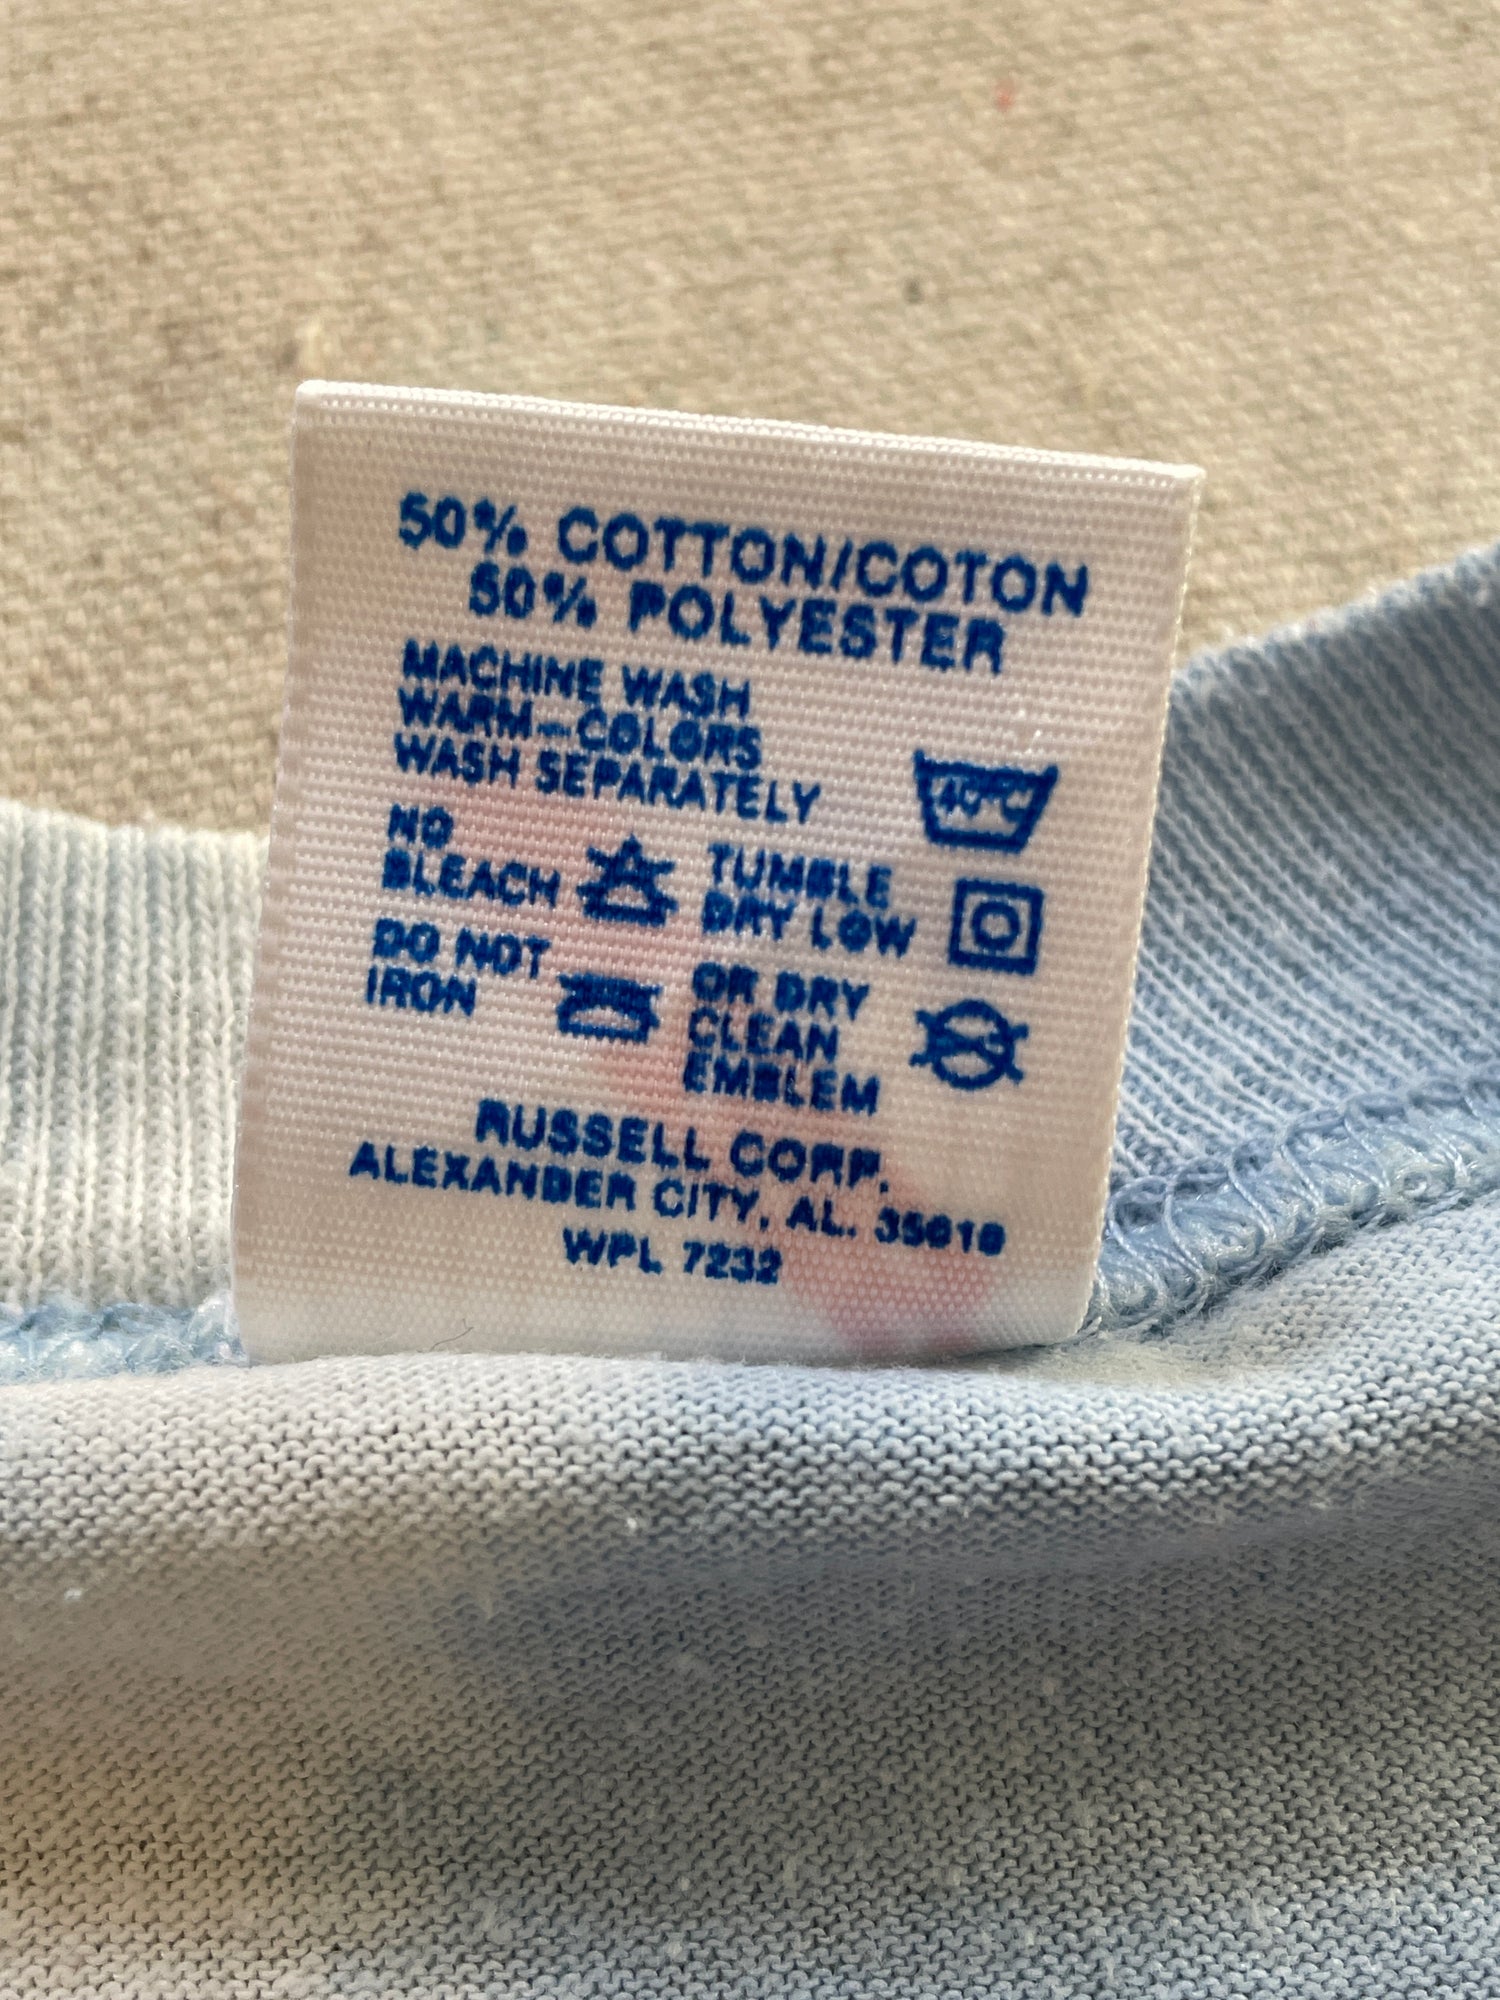 50% COTTON/COTON
50% POLYESTER
MACHINE WASH
WARM—COLORS
WASH SEPARATELY
40°C
NO
BLEACH
TUMBLE
DRY LOW
DO NOT
IRON
OR DRY
CLEAN
EMBLEM
RUSSELL CORP.
ALEXANDER CITY, AL. 35010
WPL 7232